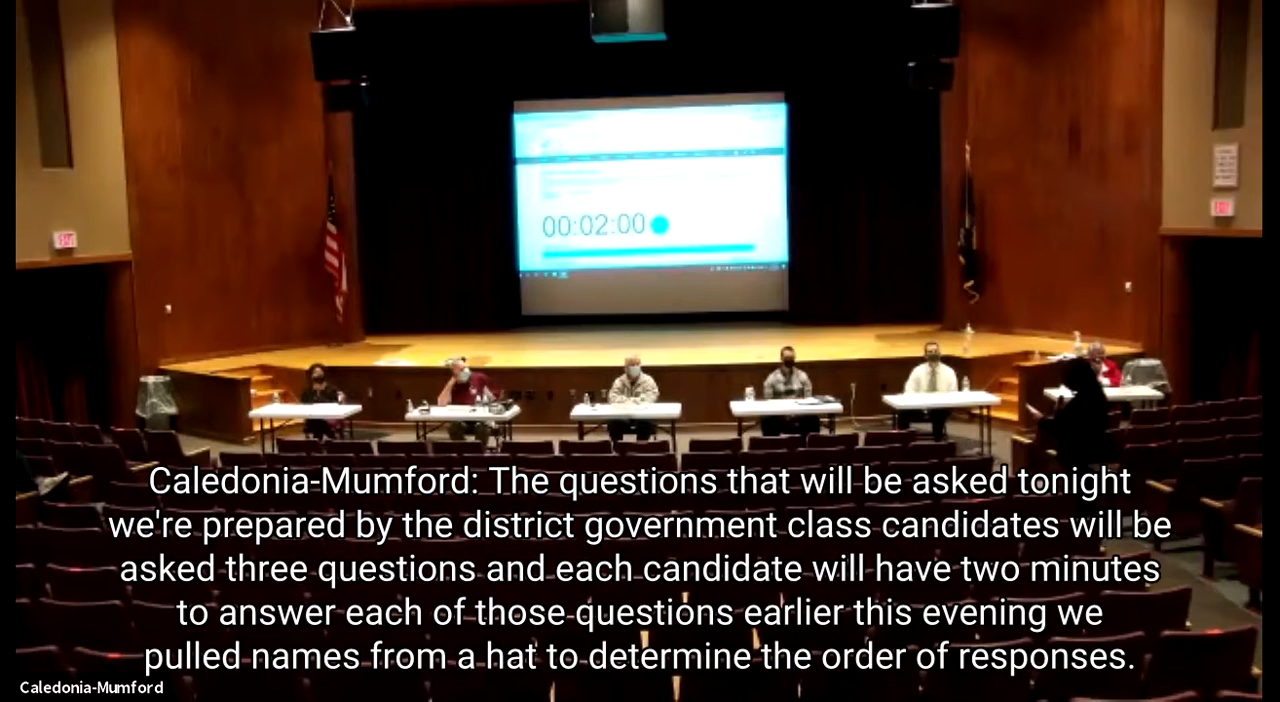 00:02:00
Caledonia-Mumford: The questions that will be asked tonight
we're prepared by the district government class candidates will be
asked three questions and each candidate will have two minutes
to answer each of those questions earlier this evening we
pulled names from a hat to determine the order of responses.
Caledonia-Mumford